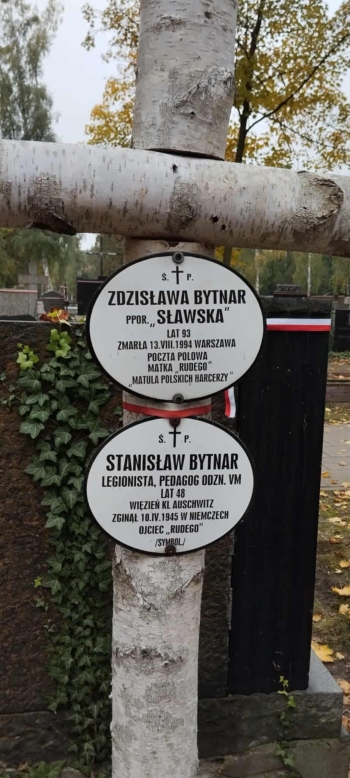 Ś. P.
ZDZISŁAWA BYTNAR
PPOR. „SŁAWSKA"
LAT 93
ZMARŁA 13.VIII.1994 WARSZAWA
POCZTA POLOWA
MATKA „RUDEGO"
„MATULA POLSKICH HARCERZY"
Ś. P.
STANISŁAW BYTNAR
LEGIONISTA, PEDAGOG ODZN. VM
LAT 48
WIĘZIEŃ KL AUSCHWITZ
ZGINĄŁ 10.IV.1945 W NIEMCZECH
OJCIEC „RUDEGO"
/SYMBOL/